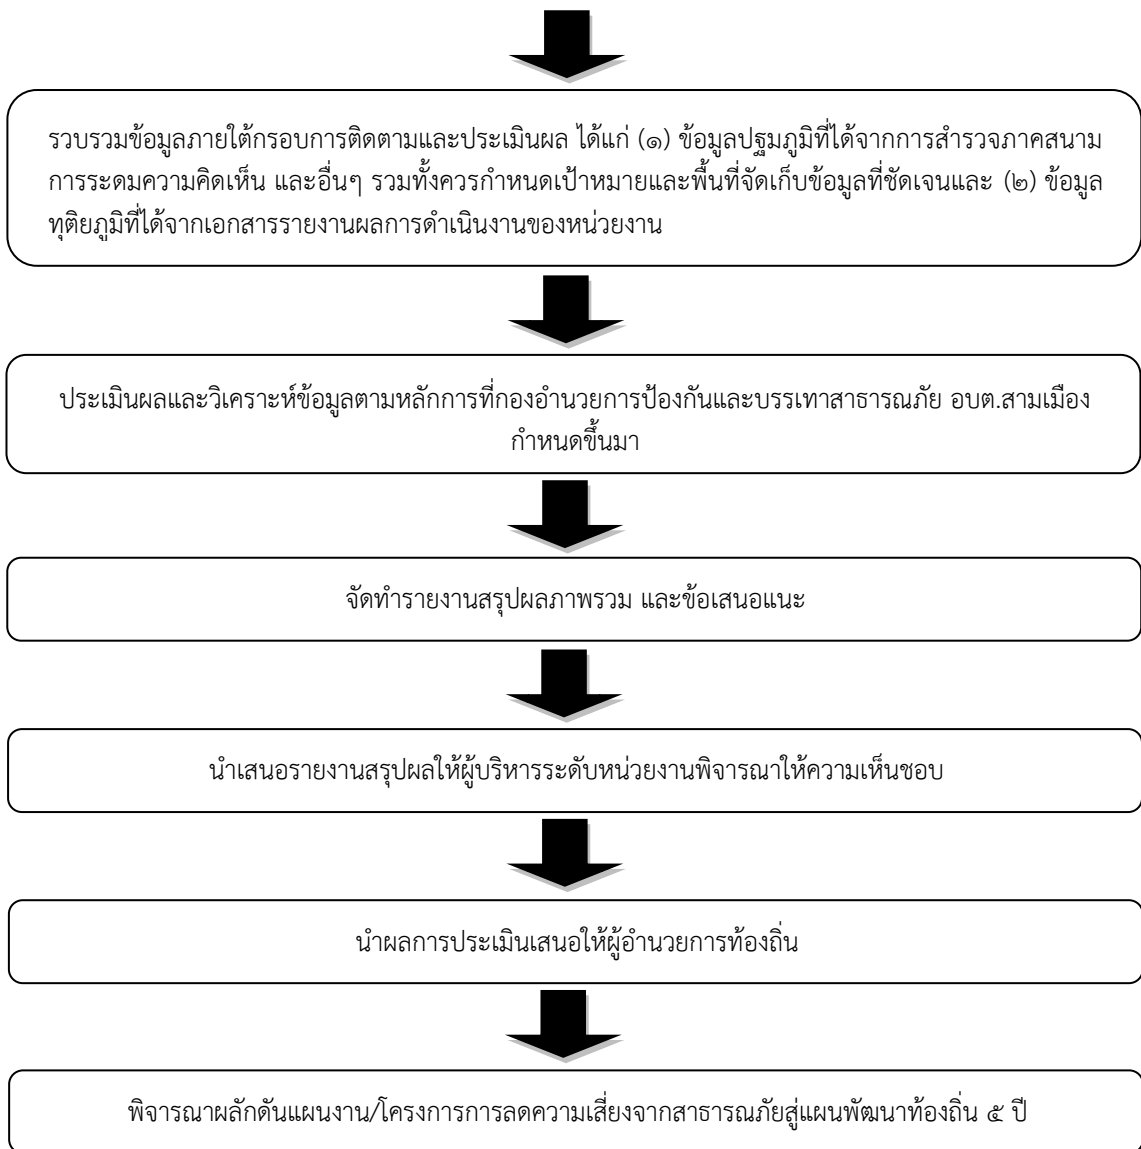 รวบรวมข้อมูลภายใต้กรอบการติดตามและประเมินผล ได้แก่ (๑) ข้อมูลปฐมภูมิที่ได้จากการสำรวจภาคสนาม
การระดมความคิดเห็น และอื่นๆ รวมทั้งควรกำหนดเป้าหมายและพื้นที่จัดเก็บข้อมูลที่ชัดเจนและ (๒) ข้อมูล
ทุติยภูมิที่ได้จากเอกสารรายงานผลการดำเนินงานของหน่วยงาน
ประเมินผลและวิเคราะห์ข้อมูลตามหลักการที่กองอำนวยการป้องกันและบรรเทาสาธารณภัย อบต.สามเมือง
กำหนดขึ้นมา
จัดทำรายงานสรุปผลภาพรวม และข้อเสนอแนะ
นำเสนอรายงานสรุปผลให้ผู้บริหารระดับหน่วยงานพิจารณาให้ความเห็นชอบ
นำผลการประเมินเสนอให้ผู้อำนวยการท้องถิ่น
พิจารณาผลักดันแผนงาน/โครงการการลดความเสี่ยงจากสาธารณภัยสู่แผนพัฒนาท้องถิ่น ๕ ปี